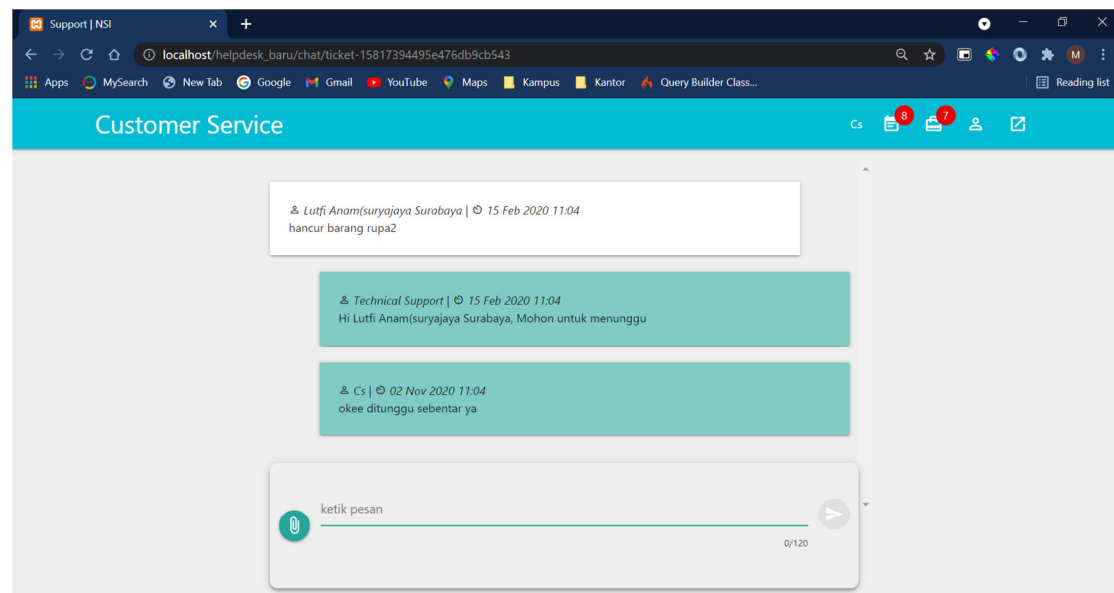 Support | NSI
localhost/helpdesk_baru/chat/ticket-15817394495e476db9cb543
M
Apps MySearch New Tab Google Gmail YouTube Maps Kampus Kantor Query Builder Class... Reading list
Customer Service
Cs 8 7
Lutfi Anam(suryajaya Surabaya | 15 Feb 2020 11:04
hancur barang rupa2
Technical Support | 15 Feb 2020 11:04
Hi Lutfi Anam(suryajaya Surabaya, Mohon untuk menunggu
Cs | 02 Nov 2020 11:04
okee ditunggu sebentar ya
ketik pesan
0/120